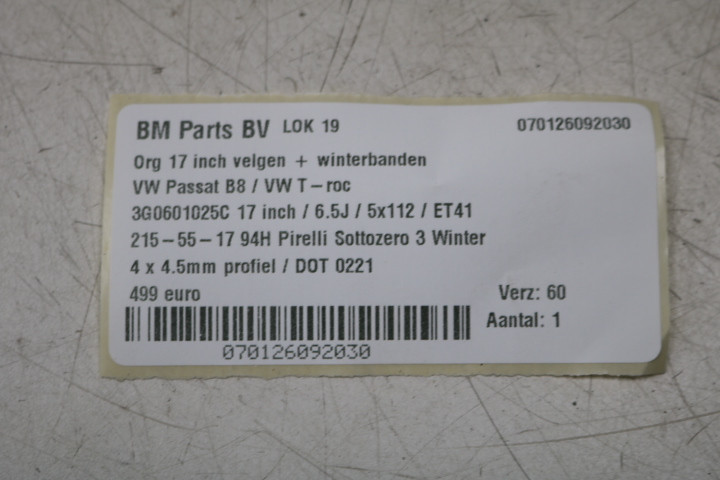 BM Parts BV LOK 19 070126092030
Org 17 inch velgen + winterbanden
VW Passat B8 / VW T-roc
3G0601025C 17 inch / 6.5J / 5x112 / ET41
215-55-17 94H Pirelli Sottozero 3 Winter
4 x 4.5mm profiel / DOT 0221
499 euro Verz: 60
Aantal: 1
070126092030